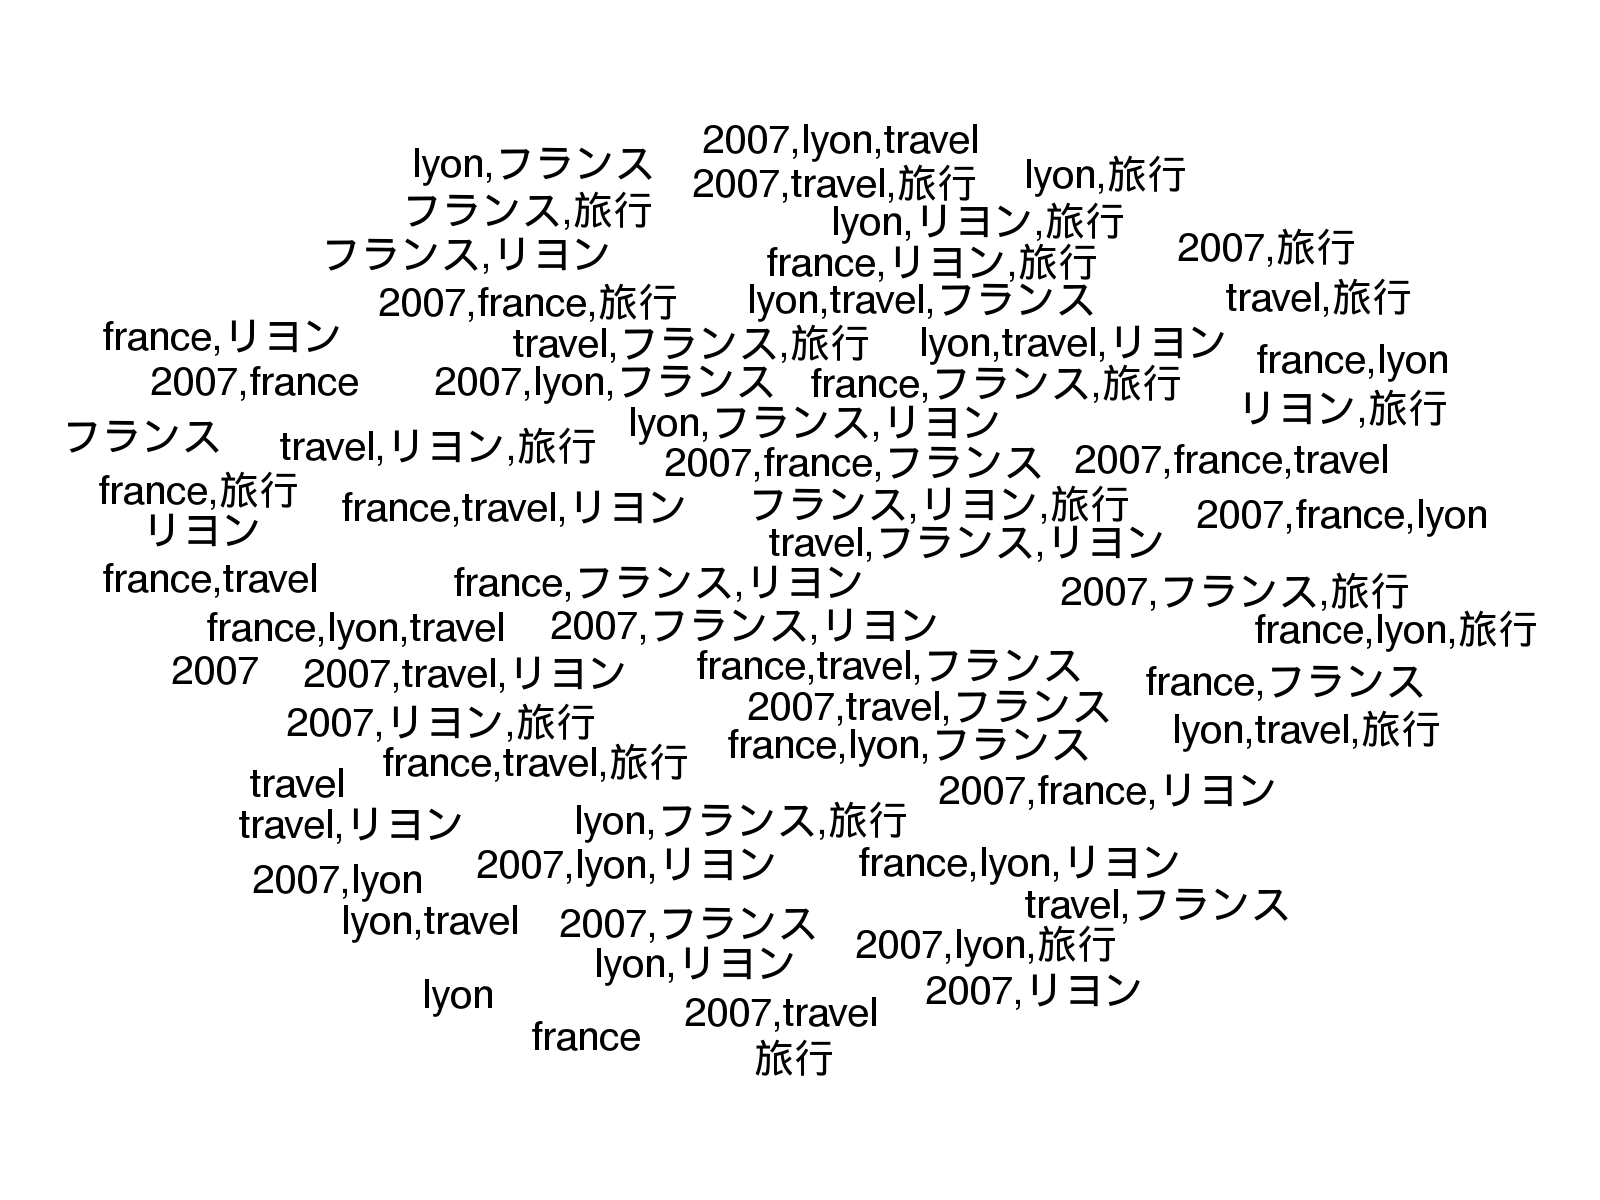 2007,lyon,travel
lyon,フランス
2007,travel,旅行
lyon,旅行
フランス,旅行
lyon,リヨン,旅行
フランス,リヨン
france,リヨン,旅行
2007,旅行
2007,france,旅行
lyon,travel,フランス
travel,旅行
france,リヨン
travel,フランス,旅行
lyon,travel,リヨン
france,lyon
2007,france
2007,lyon,フランス
france,フランス,旅行
リヨン,旅行
フランス
travel,リヨン,旅行
lyon,フランス,リヨン
2007,france,フランス
2007,france,travel
france,旅行
france,travel,リヨン
フランス,リヨン,旅行
2007,france,lyon
リヨン
travel,フランス,リヨン
france,travel
france,フランス,リヨン
2007,フランス,旅行
france,lyon,travel
2007,フランス,リヨン
france,lyon,旅行
2007
2007,travel,リヨン
france,travel,フランス
france,フランス
2007,リヨン,旅行
2007,travel,フランス
lyon,travel,旅行
france,travel,旅行
france,lyon,フランス
travel
2007,france,リヨン
travel,リヨン
lyon,フランス,旅行
2007,lyon
2007,lyon,リヨン
france,lyon,リヨン
travel,フランス
lyon,travel
2007,フランス
2007,lyon,旅行
lyon,リヨン
lyon
2007,リヨン
2007,travel
france
旅行